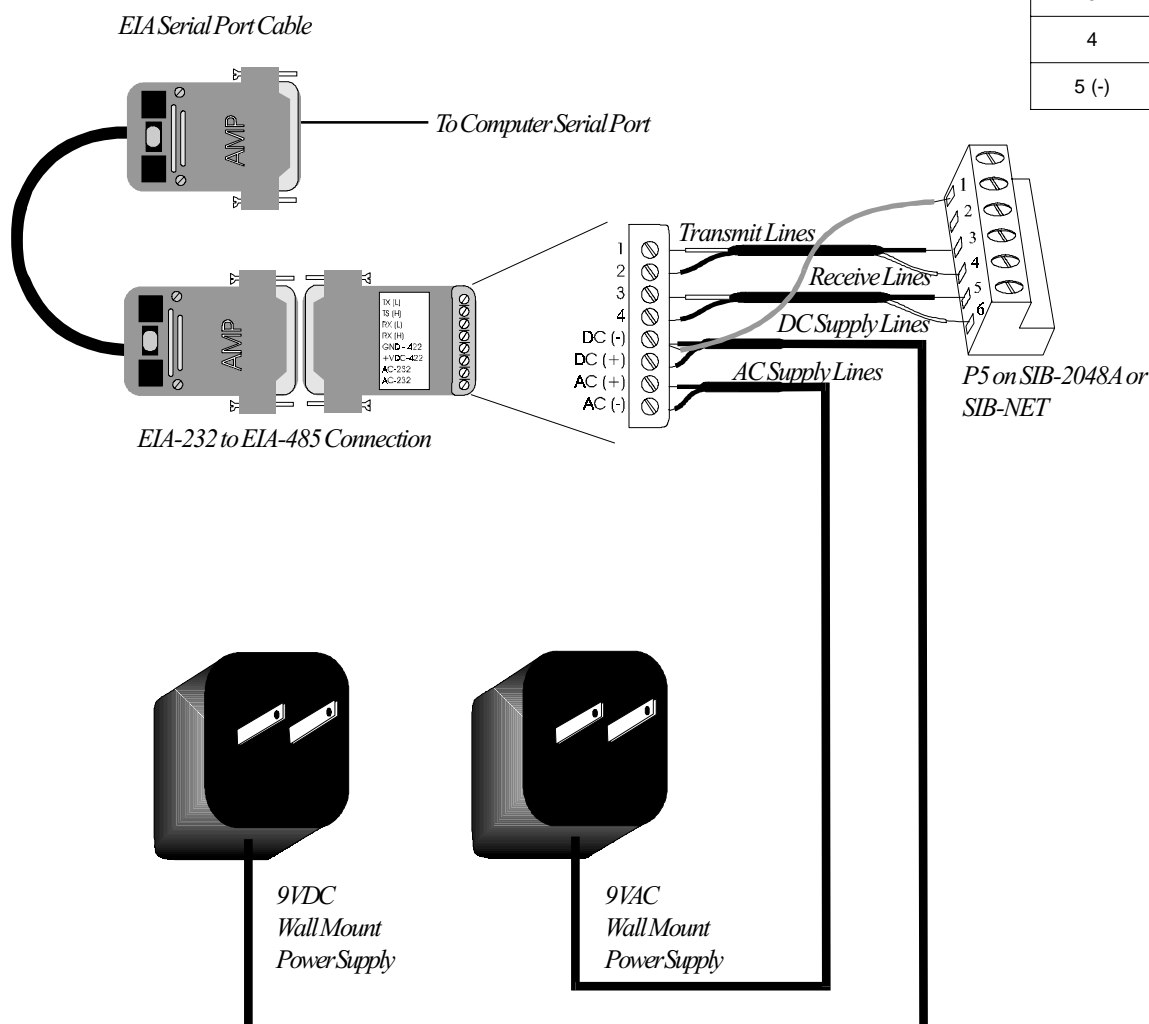 EIA Serial Port Cable
4
5 (-)
AMP
To Computer Serial Port
1
2
3
4
5
6
Transmit Lines
Receive Lines
DC Supply Lines
AC Supply Lines
1
2
3
4
DC (-)
DC (+)
AC (+)
AC (-)
P5 on SIB-2048A or
SIB-NET
AMP
TX (L)
TS (H)
RX (L)
RX (H)
GND-422
+VDC-422
AC-232
AC-232
EIA-232 to EIA-485 Connection
9VDC
Wall Mount
Power Supply
9VAC
Wall Mount
Power Supply